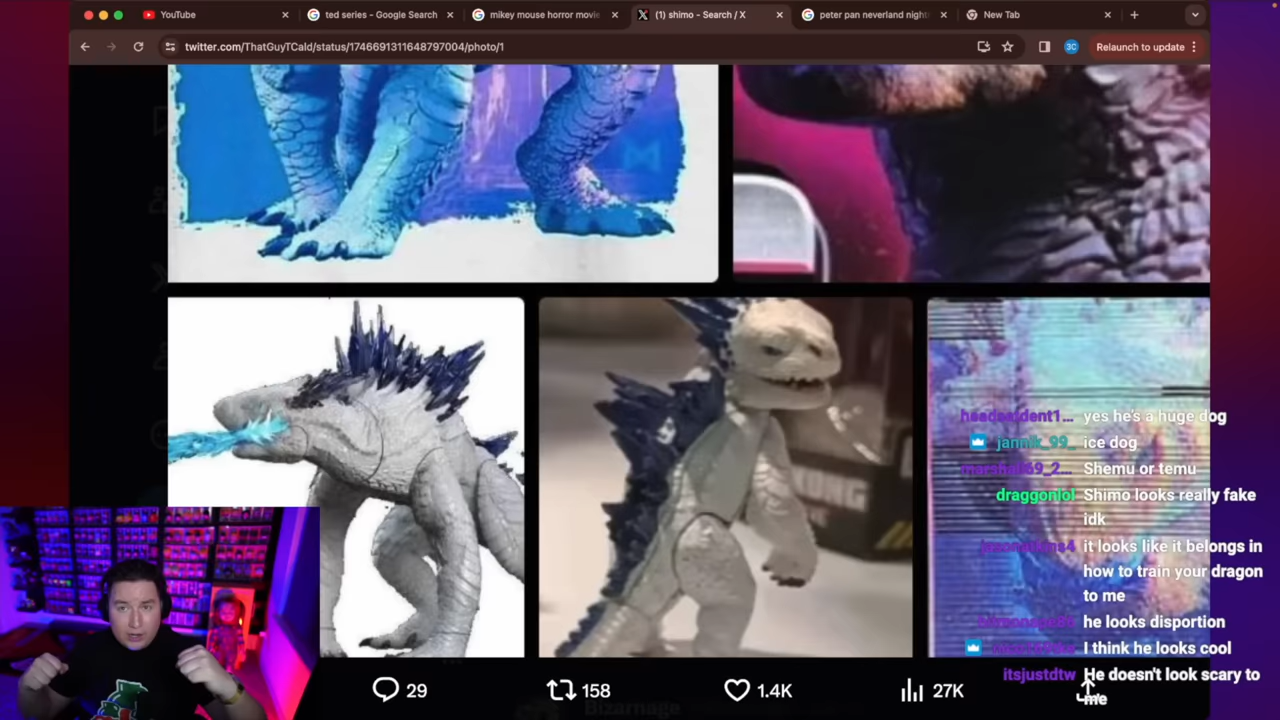 YouTube
ted series - Google Search
mikey mouse horror movie
(1) shimo - Search / X
peter pan neverland night
New Tab
twitter.com/ThatGuyTCald/status/1746691311648797004/photo/1
3C
Relaunch to update
KONG
yes he's a huge dog
jannik_99_ ice dog
marshall69_2... Shemu or temu
draggonlol Shimo looks really fake
idk
it looks like it belongs in
how to train your dragon
to me
he looks disportion
I think he looks cool
itsjustdtw He doesn't look scary to
me
29
158
1.4K
27K
Bizarnage